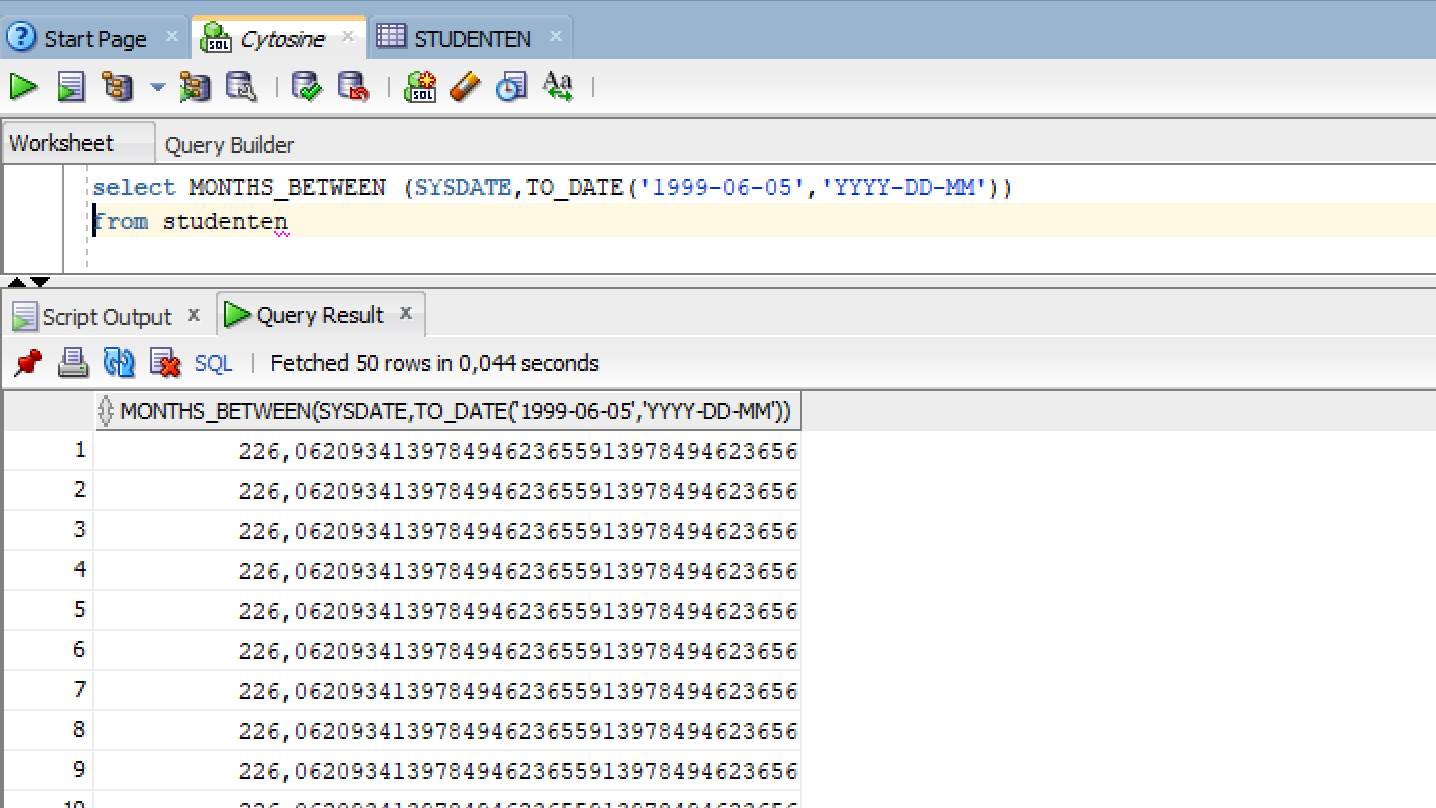 Start Page
Cytosine
STUDENTEN
SQL
SQL
Aa
Worksheet
Query Builder
select MONTHS_BETWEEN (SYSDATE,TO_DATE('1999-06-05','YYYY-DD-MM'))
from studenten
Script Output x
Query Result x
SQL | Fetched 50 rows in 0,044 seconds
MONTHS_BETWEEN(SYSDATE,TO_DATE('1999-06-05','YYYY-DD-MM'))
1 226,062093413978494623655913978494623656
2 226,062093413978494623655913978494623656
3 226,062093413978494623655913978494623656
4 226,062093413978494623655913978494623656
5 226,062093413978494623655913978494623656
6 226,062093413978494623655913978494623656
7 226,062093413978494623655913978494623656
8 226,062093413978494623655913978494623656
9 226,062093413978494623655913978494623656